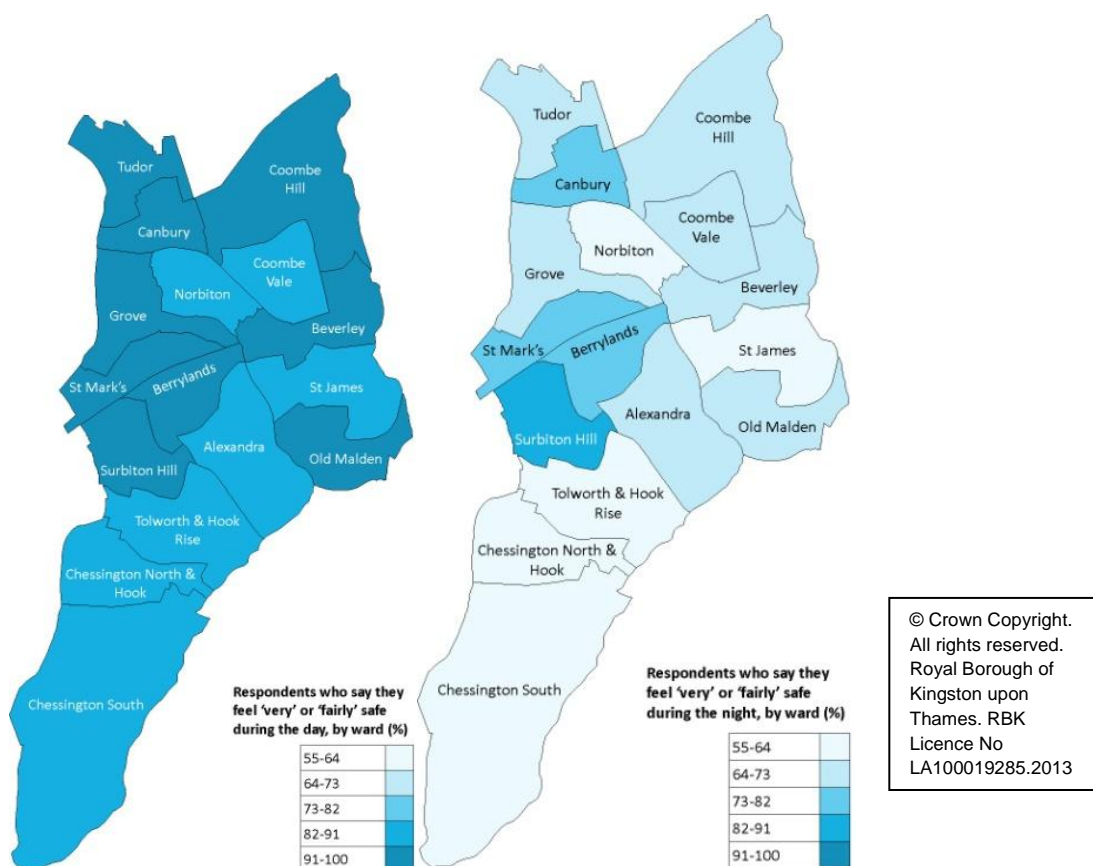 Tudor
Coombe
Hill
Canbury
Coombe
Vale
Norbiton
Grove
Beverley
St Mark's
Berrylands
St James
Alexandra
Surbiton Hill
Old Malden
Tolworth & Hook
Rise
Chessington North &
Hook
Chessington South
Respondents who say they
feel 'very' or 'fairly' safe
during the day, by ward (%)
55-64
64-73
73-82
82-91
91-100
Tudor
Coombe
Hill
Canbury
Coombe
Vale
Norbiton
Grove
Beverley
St Mark's
Berrylands
St James
Alexandra
Old Malden
Surbiton Hill
Tolworth & Hook
Rise
Chessington North &
Hook
Chessington South
Respondents who say they
feel 'very' or 'fairly' safe
during the night, by ward (%)
55-64
64-73
73-82
82-91
91-100
© Crown Copyright.
All rights reserved.
Royal Borough of
Kingston upon
Thames. RBK
Licence No
LA100019285.2013